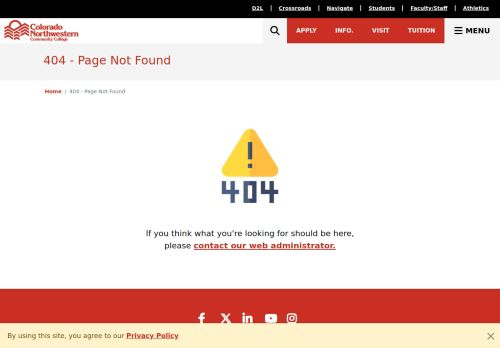 D2L | Crossroads | Navigate | Students | Faculty/Staff | Athletics
Colorado
Northwestern
Community College
APPLY INFO. VISIT TUITION MENU
404 - Page Not Found
Home / 404 - Page Not Found
404
If you think what you're looking for should be here,
please contact our web administrator.
By using this site, you agree to our Privacy Policy